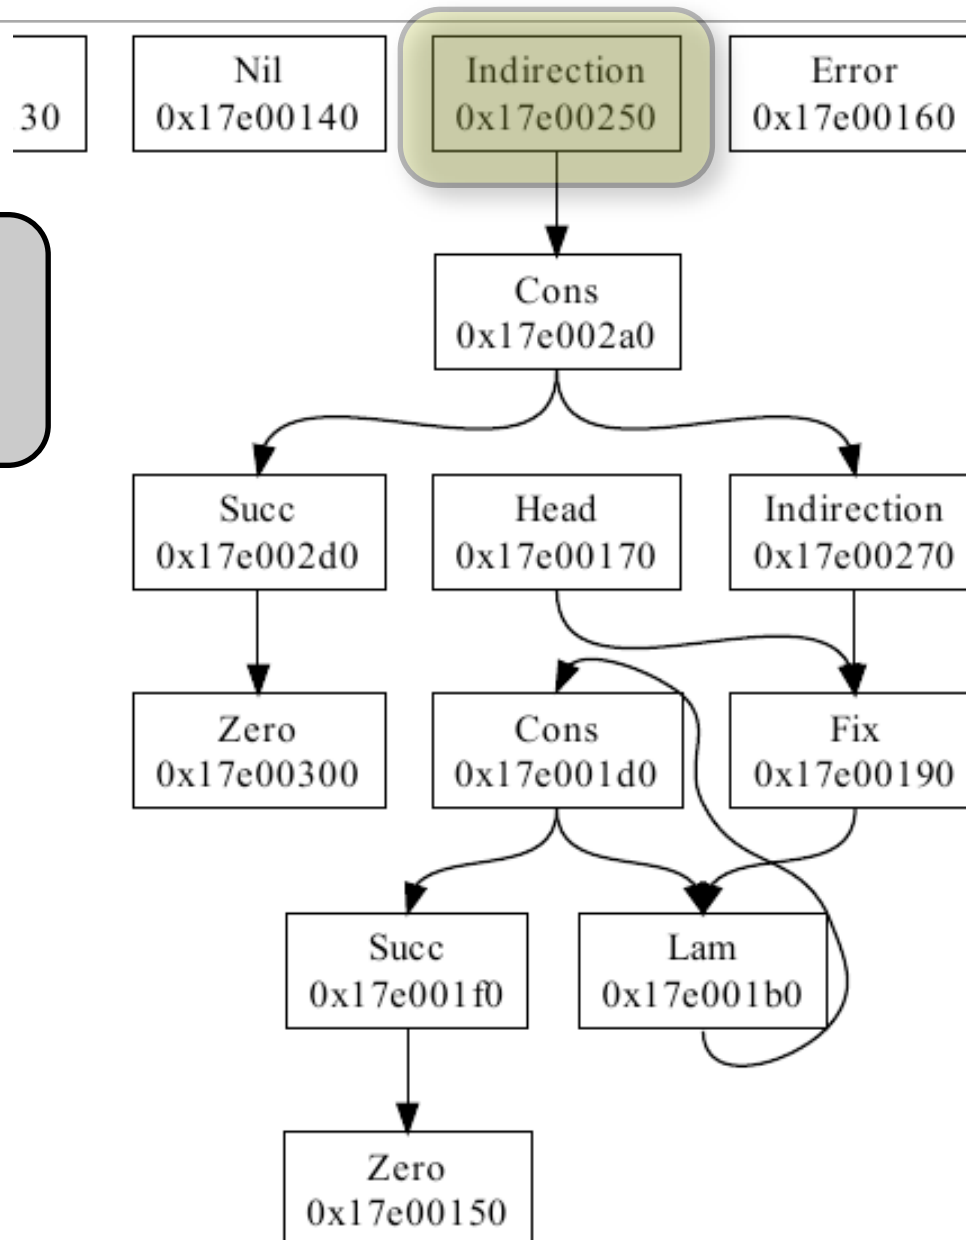 30
Nil
0x17e00140
Indirection
0x17e00250
Error
0x17e00160
Cons
0x17e002a0
Succ
0x17e002d0
Head
0x17e00170
Indirection
0x17e00270
Zero
0x17e00300
Cons
0x17e001d0
Fix
0x17e00190
Succ
0x17e001f0
Lam
0x17e001b0
Zero
0x17e00150